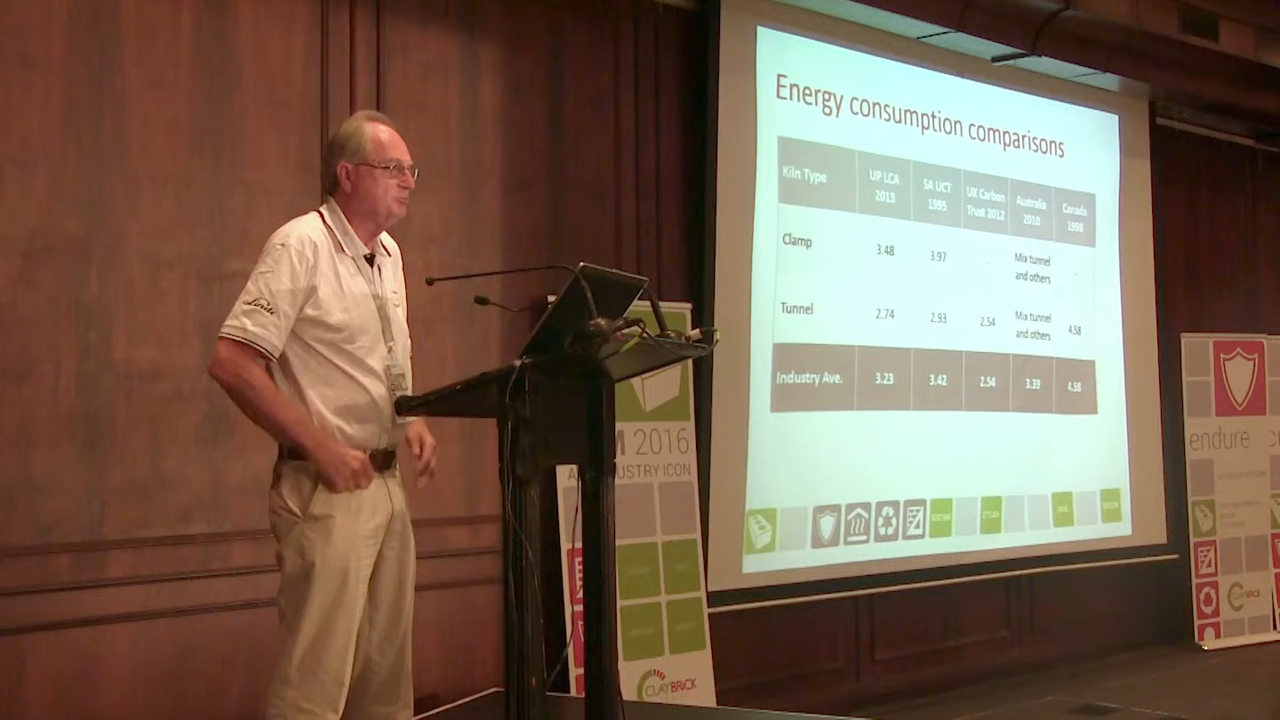 Energy consumption comparisons
Kiln Type
UP LCA
2013
SA UCT
1995
UK Carbon
Trust 2012
Australia
2010
Canada
1998
Clamp
3.48
3.97
-
Mix tunnel
and others
-
Tunnel
2.74
2.93
2.54
Mix tunnel
and others
4.58
Industry Ave.
3.23
3.42
2.54
3.39
4.58
Linde
M 2016
USTRY ICON
CLAYBRICK
endure
CLAYBRICK